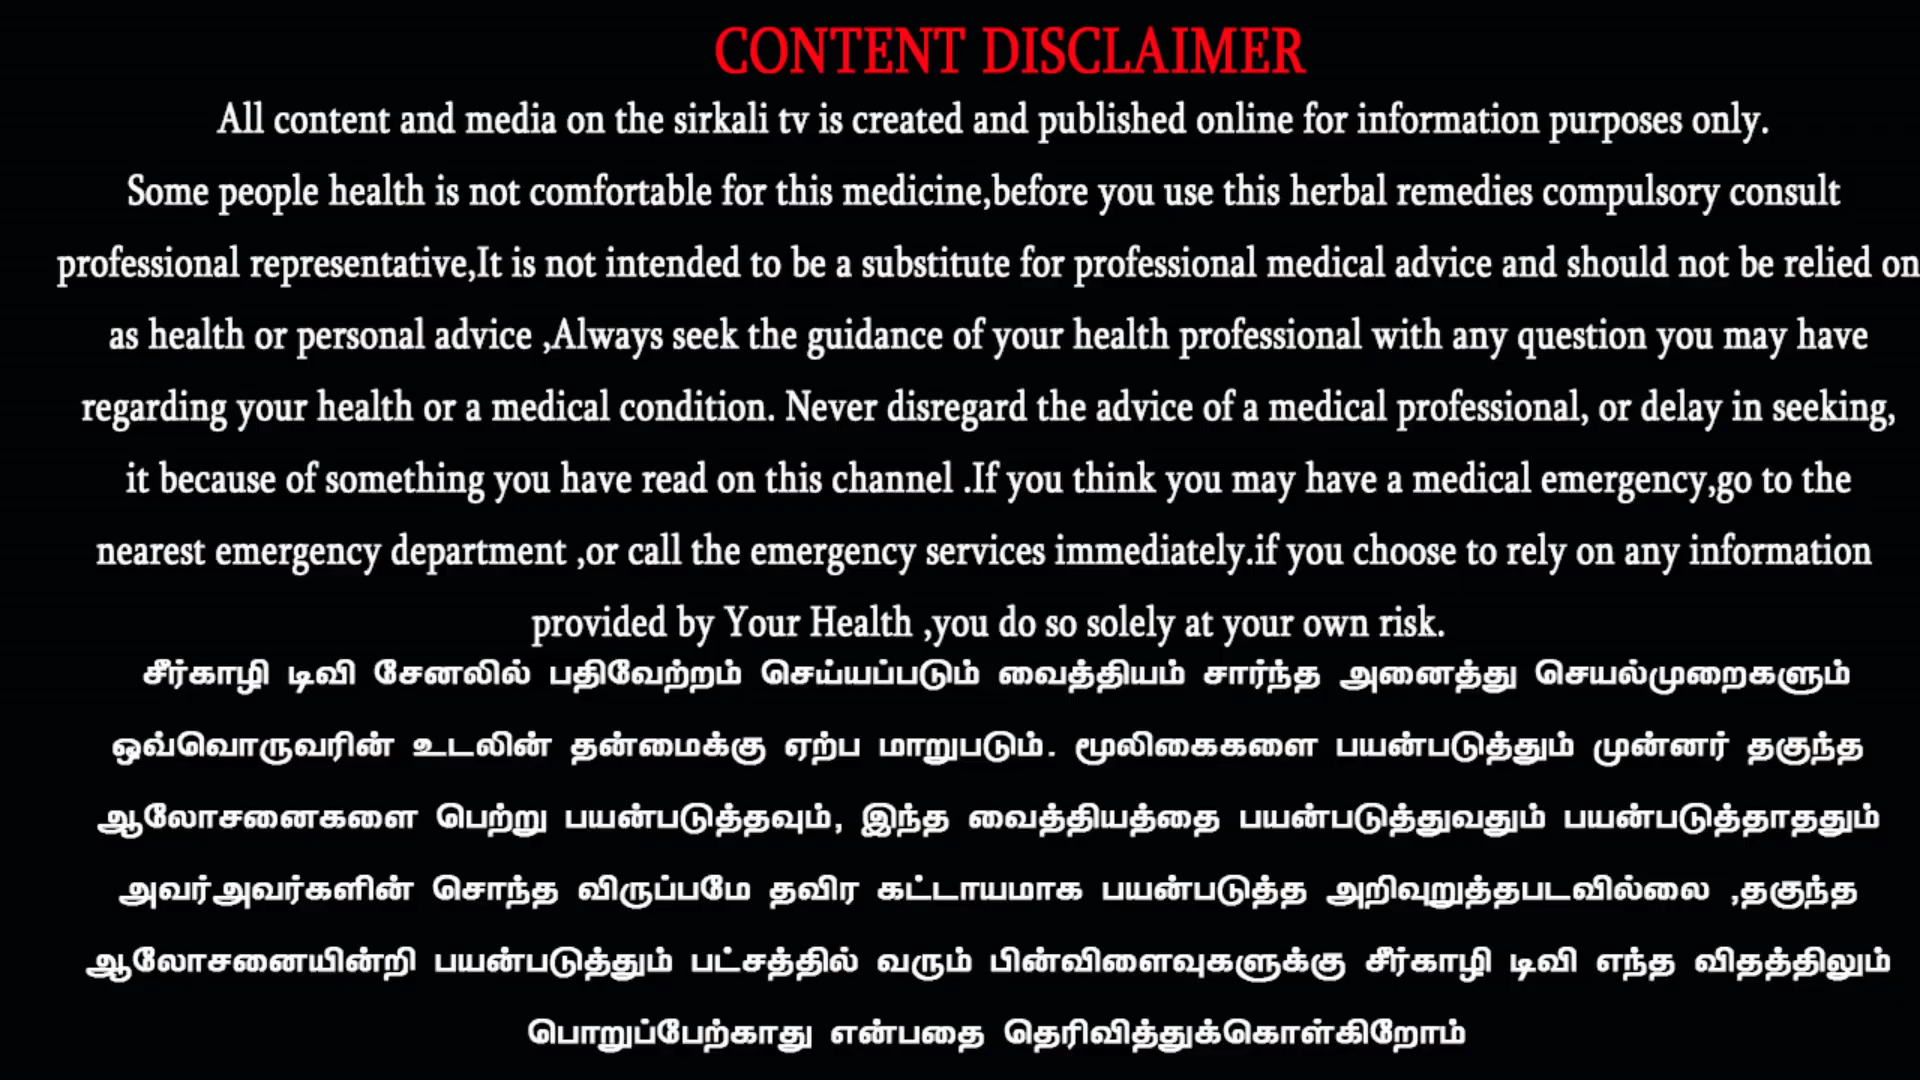 CONTENT DISCLAIMER
All content and media on the sirkali tv is created and published online for information purposes only.
Some people health is not comfortable for this medicine,before you use this herbal remedies compulsory consult
professional representative,It is not intended to be a substitute for professional medical advice and should not be relied on
as health or personal advice ,Always seek the guidance of your health professional with any question you may have
regarding your health or a medical condition. Never disregard the advice of a medical professional, or delay in seeking,
it because of something you have read on this channel .If you think you may have a medical emergency,go to the
nearest emergency department ,or call the emergency services immediately.if you choose to rely on any information
provided by Your Health ,you do so solely at your own risk.
சீர்காழி டிவி சேனலில் பதிவேற்றம் செய்யப்படும் வைத்தியம் சார்ந்த அனைத்து செயல்முறைகளும்
ஒவ்வொருவரின் உடலின் தன்மைக்கு ஏற்ப மாறுபடும். மூலிகைகளை பயன்படுத்தும் முன்னர் தகுந்த
ஆலோசனைகளை பெற்று பயன்படுத்தவும், இந்த வைத்தியத்தை பயன்படுத்துவதும் பயன்படுத்தாததும்
அவர்அவர்களின் சொந்த விருப்பமே தவிர கட்டாயமாக பயன்படுத்த அறிவுறுத்தபடவில்லை ,தகுந்த
ஆலோசனையின்றி பயன்படுத்தும் பட்சத்தில் வரும் பின்விளைவுகளுக்கு சீர்காழி டிவி எந்த விதத்திலும்
பொறுப்பேற்காது என்பதை தெரிவித்துக்கொள்கிறோம்